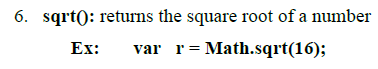 6. sqrt(): returns the square root of a number
Ex: var r = Math.sqrt(16);